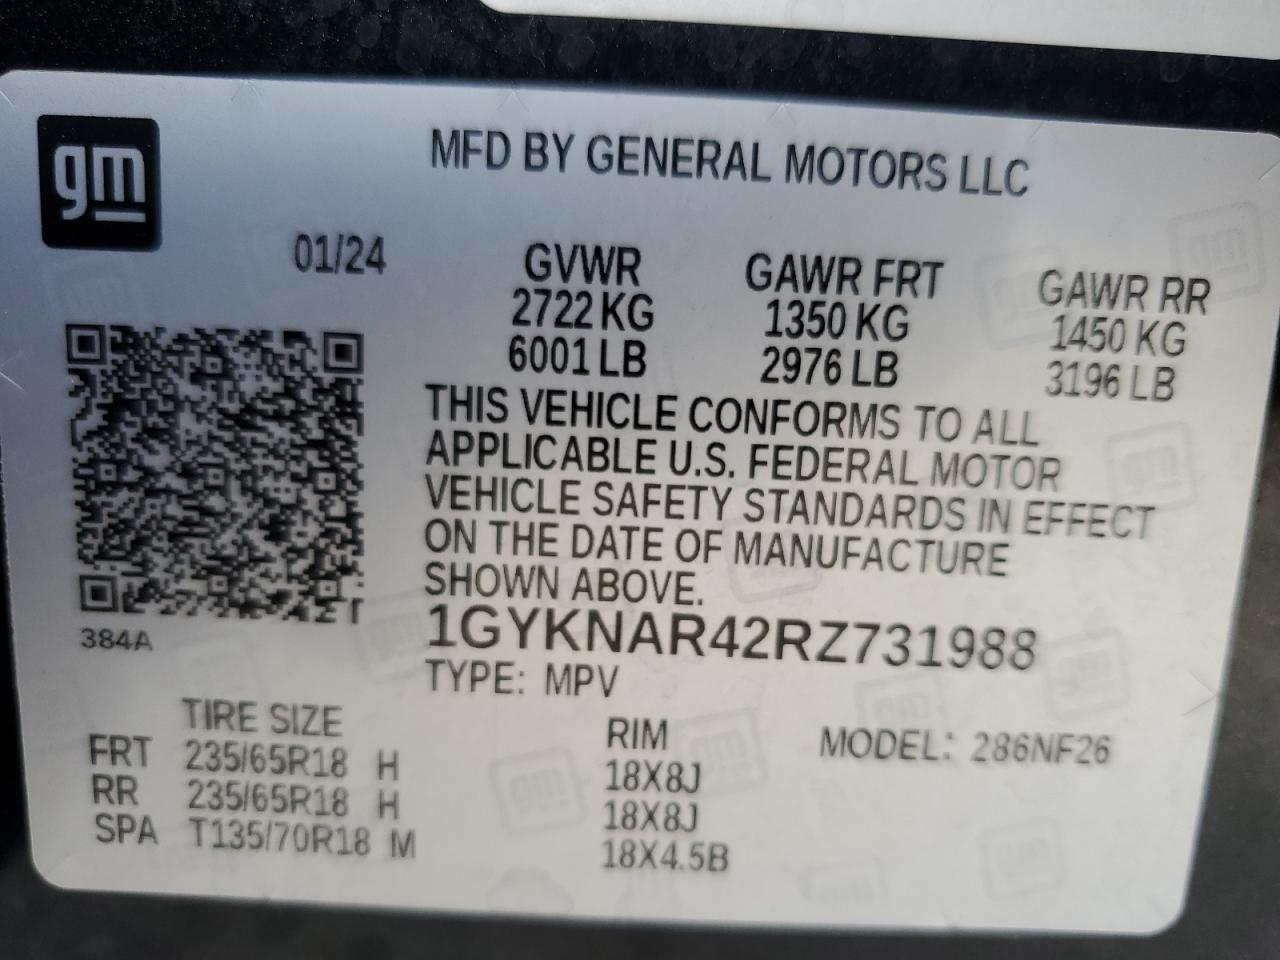 gm
MFD BY GENERAL MOTORS LLC
01/24 GVWR GAWR FRT GAWR RR
2722 KG 1350 KG 1450 KG
6001 LB 2976 LB 3196 LB
THIS VEHICLE CONFORMS TO ALL
APPLICABLE U.S. FEDERAL MOTOR
VEHICLE SAFETY STANDARDS IN EFFECT
ON THE DATE OF MANUFACTURE
SHOWN ABOVE.
1GYKNAR42RZ731988
384A
TYPE: MPV
TIRE SIZE RIM MODEL: 286NF26
FRT 235/65R18 H 18X8J
RR 235/65R18 H 18X8J
SPA T135/70R18 M 18X4.5B